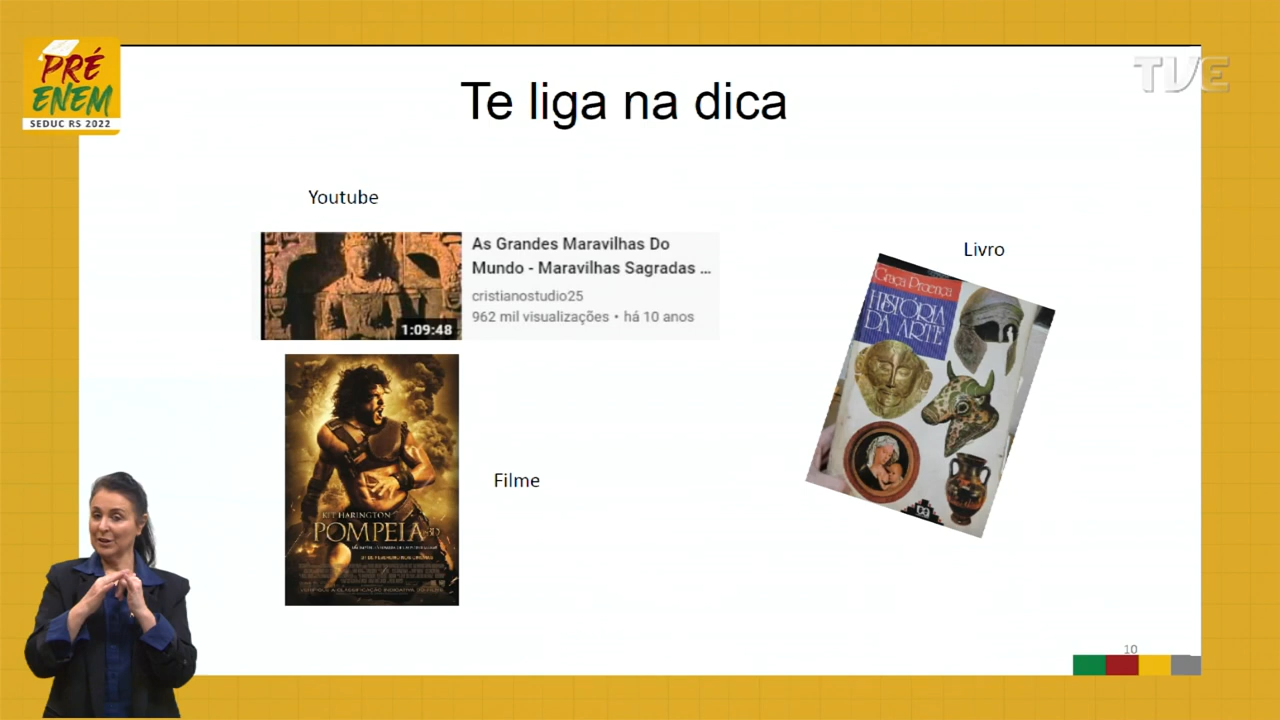 PRÉ
ENEM
SEDUC RS 2022
TVE
Te liga na dica
Youtube
As Grandes Maravilhas Do
Mundo - Maravilhas Sagradas ...
cristianostudio25
962 mil visualizações • há 10 anos
1:09:48
Livro
Graça Proença
HISTÓRIA
DA ARTE
Filme
KIT HARINGTON
POMPEIA 3D
10